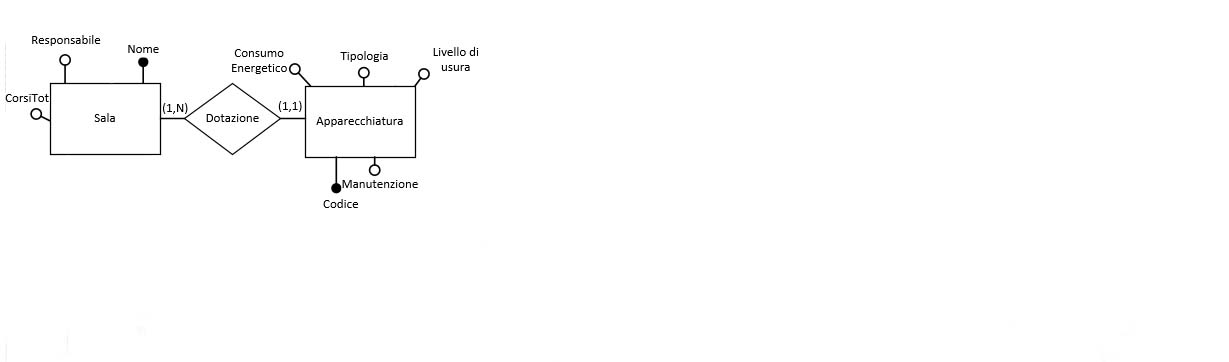 Responsabile
Nome
CorsiTot
Sala
(1,N)
Dotazione
(1,1)
Consumo
Energetico
Tipologia
Livello di
usura
Apparecchiatura
Manutenzione
Codice